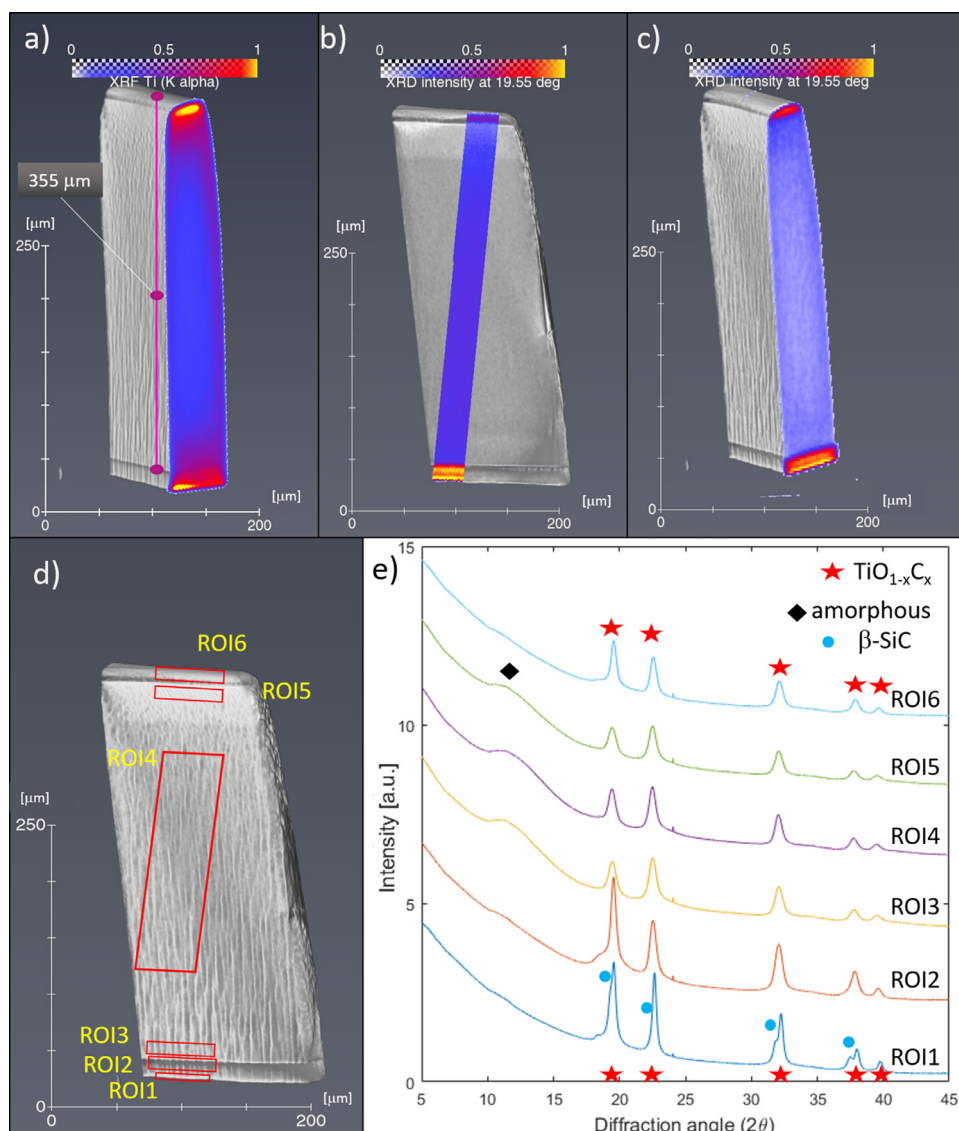 a)
0 0.5 1
XRF Ti (K alpha)
355 μm
[μm]
250
0
[μm]
0 200
b)
0 0.5 1
XRD intensity at 19.55 deg
[μm]
250
0
[μm]
0 200
c)
0 0.5 1
XRD intensity at 19.55 deg
[μm]
250
0
[μm]
0 200
d)
ROI6
ROI5
ROI4
[μm]
250
ROI3
ROI2
ROI1
0
[μm]
0 200
e)
15
10
5
0
Intensity [a.u.]
TiO1-xCx
amorphous
β-SiC
ROI6
ROI5
ROI4
ROI3
ROI2
ROI1
5 10 15 20 25 30 35 40 45
Diffraction angle (2θ)